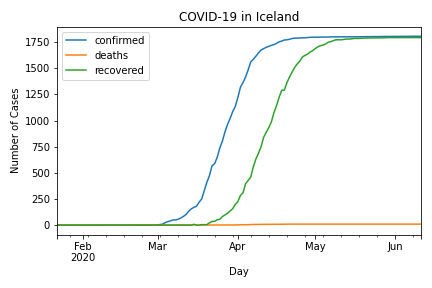 COVID-19 in Iceland
confirmed
deaths
recovered
Number of Cases
1750
1500
1250
1000
750
500
250
0
Feb
2020
Mar
Apr
May
Jun
Day